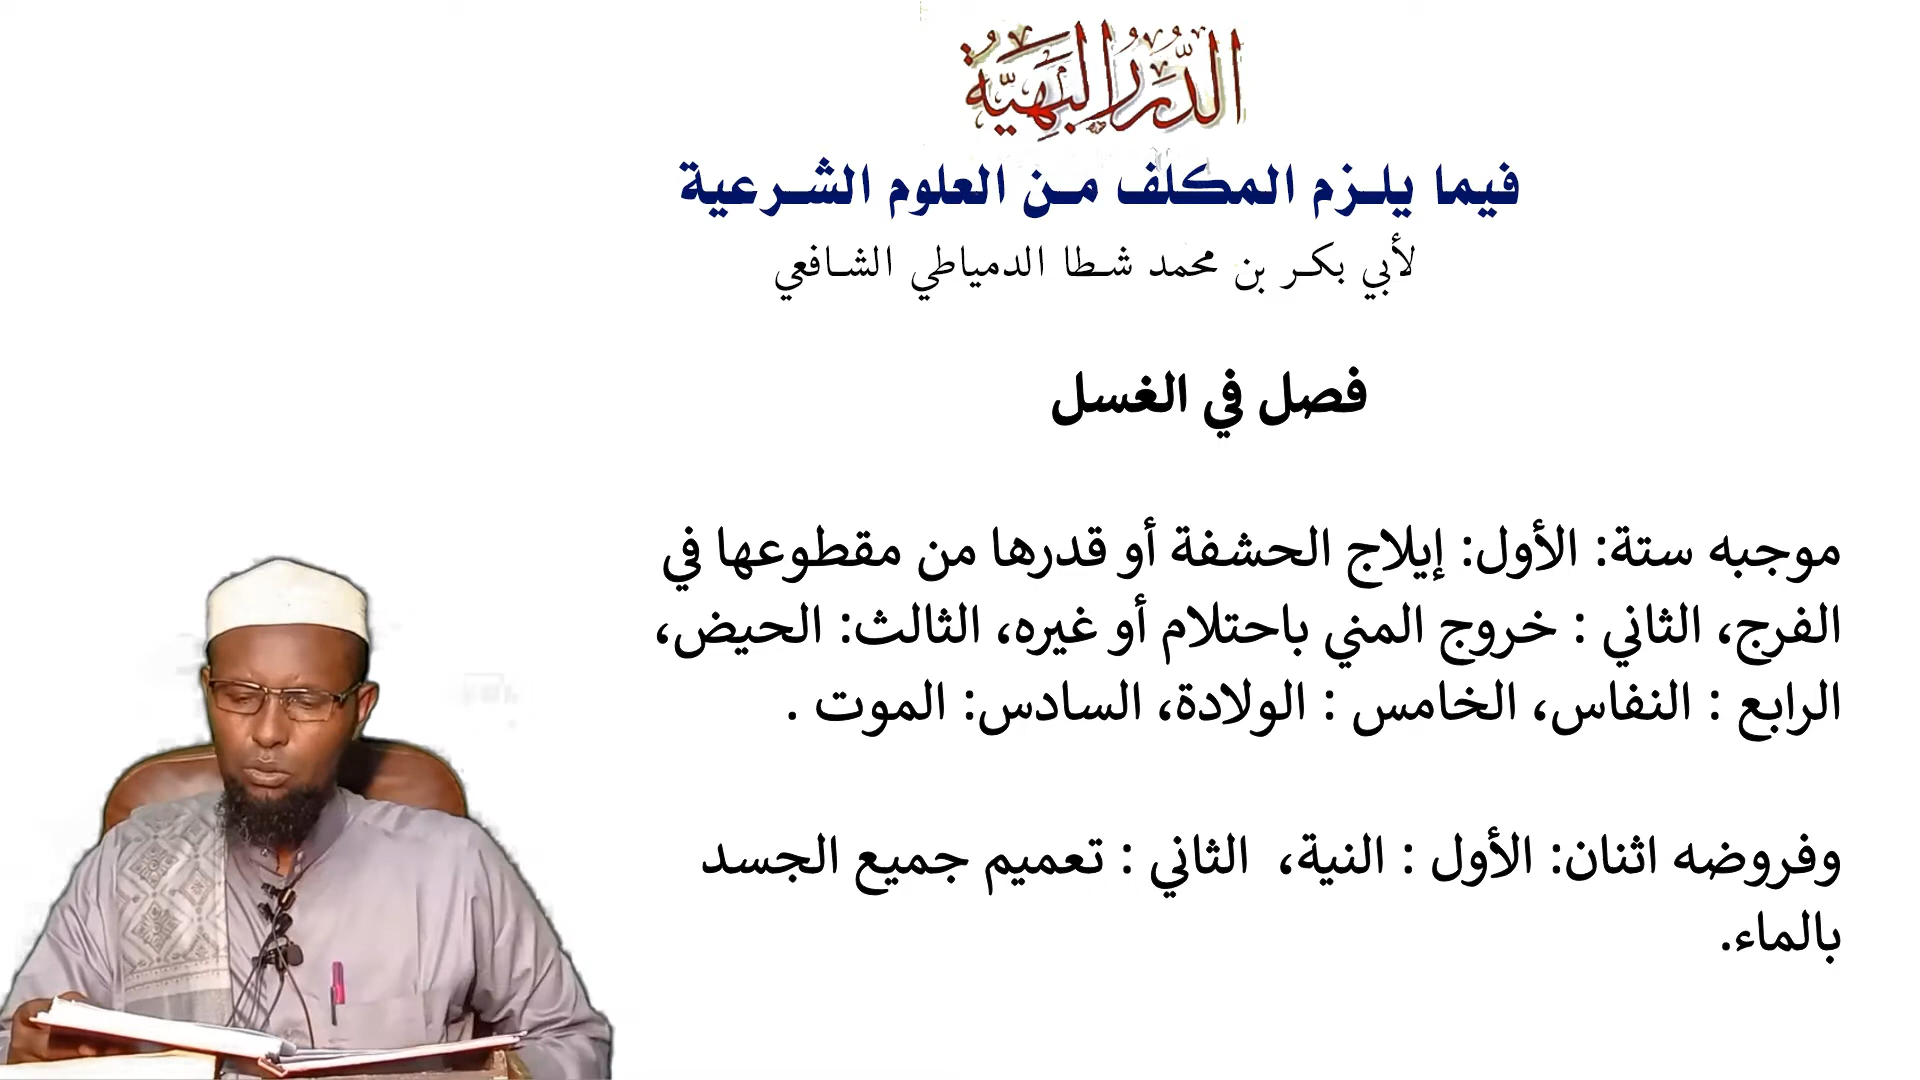 الدُّرَرُ البَهِيَّة
فيما يلزم المكلف من العلوم الشرعية
لأبي بكر بن محمد شطا الدمياطي الشافعي
فصل في الغسل
موجبه ستة: الأول: إيلاج الحشفة أو قدرها من مقطوعها في
الفرج، الثاني : خروج المني باحتلام أو غيره، الثالث: الحيض،
الرابع : النفاس، الخامس : الولادة، السادس: الموت .
وفروضه اثنان: الأول : النية، الثاني : تعميم جميع الجسد
بالماء.